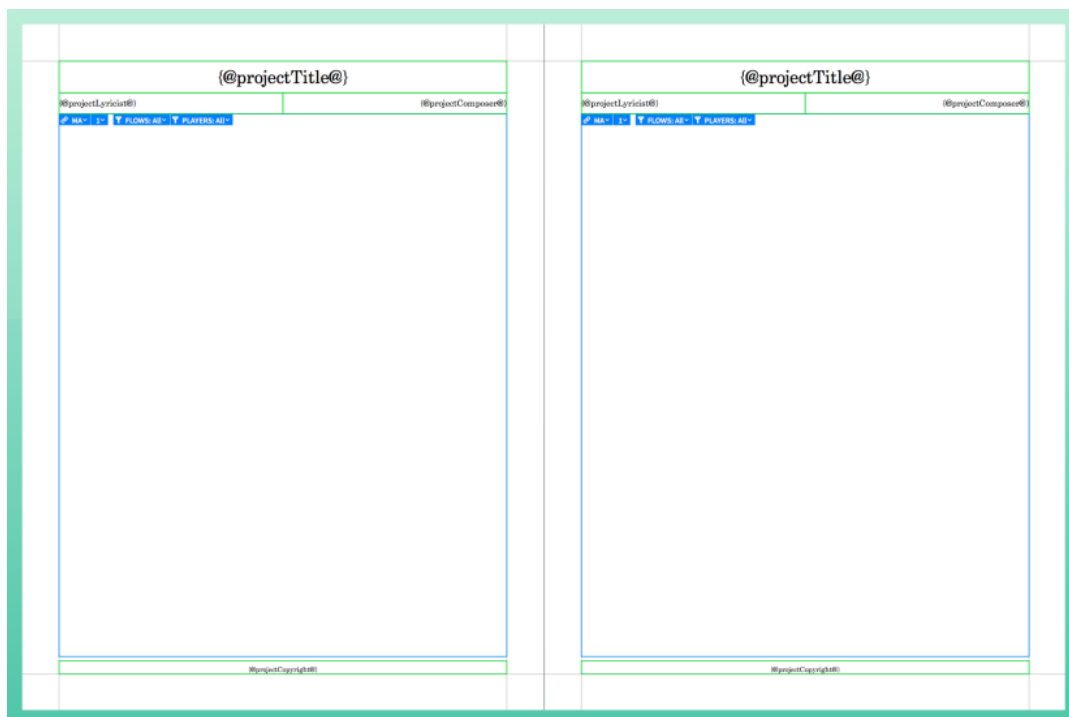 {@projectTitle@}
{@projectLyricist@} {@projectComposer@}
MA 1 FLOWS: All PLAYERS: All
{@projectCopyright@}
{@projectTitle@}
{@projectLyricist@} {@projectComposer@}
MA 1 FLOWS: All PLAYERS: All
{@projectCopyright@}